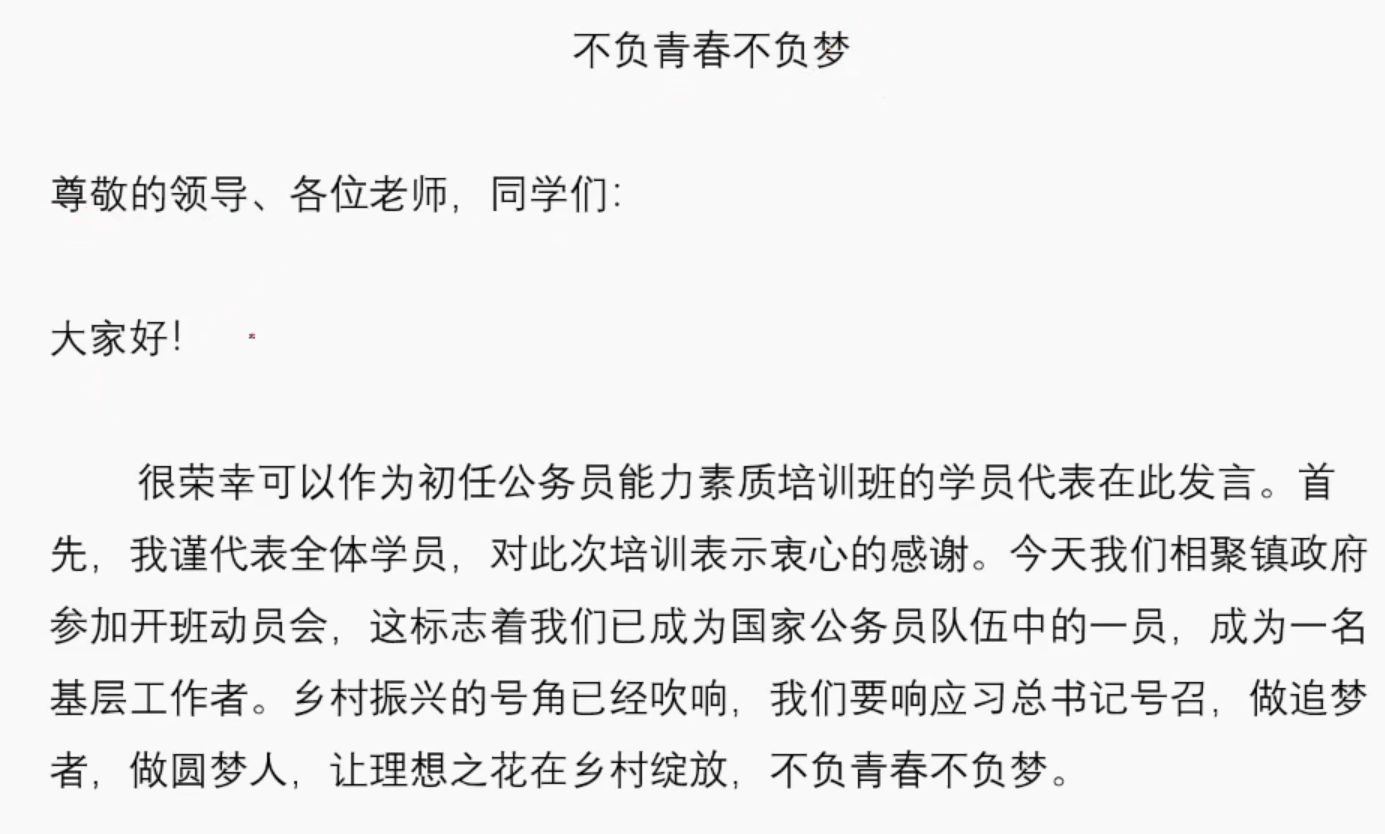 不负青春不负梦
尊敬的领导、各位老师，同学们：
大家好！
很荣幸可以作为初任公务员能力素质培训班的学员代表在此发言。首
先，我谨代表全体学员，对此次培训表示衷心的感谢。今天我们相聚镇政府
参加开班动员会，这标志着我们已成为国家公务员队伍中的一员，成为一名
基层工作者。乡村振兴的号角已经吹响，我们要响应习总书记号召，做追梦
者，做圆梦人，让理想之花在乡村绽放，不负青春不负梦。